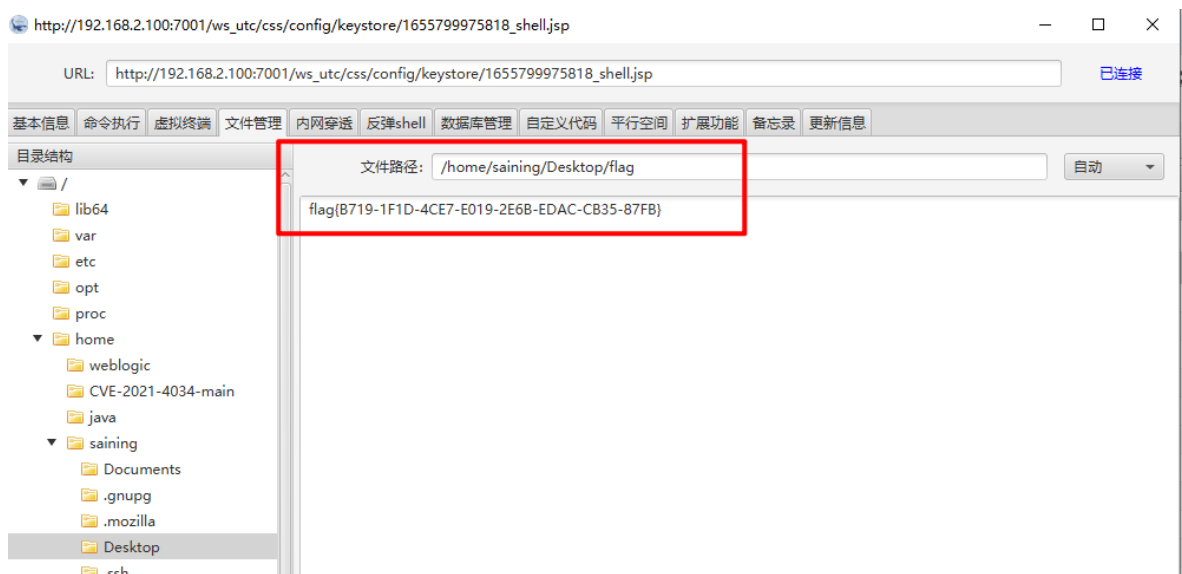 http://192.168.2.100:7001/ws_utc/css/config/keystore/1655799975818_shell.jsp
URL: http://192.168.2.100:7001/ws_utc/css/config/keystore/1655799975818_shell.jsp 已连接
基本信息 命令执行 虚拟终端 文件管理 内网穿透 反弹shell 数据库管理 自定义代码 平行空间 扩展功能 备忘录 更新信息
目录结构
文件路径: /home/saining/Desktop/flag 自动
/
flag{B719-1F1D-4CE7-E019-2E6B-EDAC-CB35-87FB}
lib64
var
etc
opt
proc
home
weblogic
CVE-2021-4034-main
java
saining
Documents
.gnupg
.mozilla
Desktop
.ssh